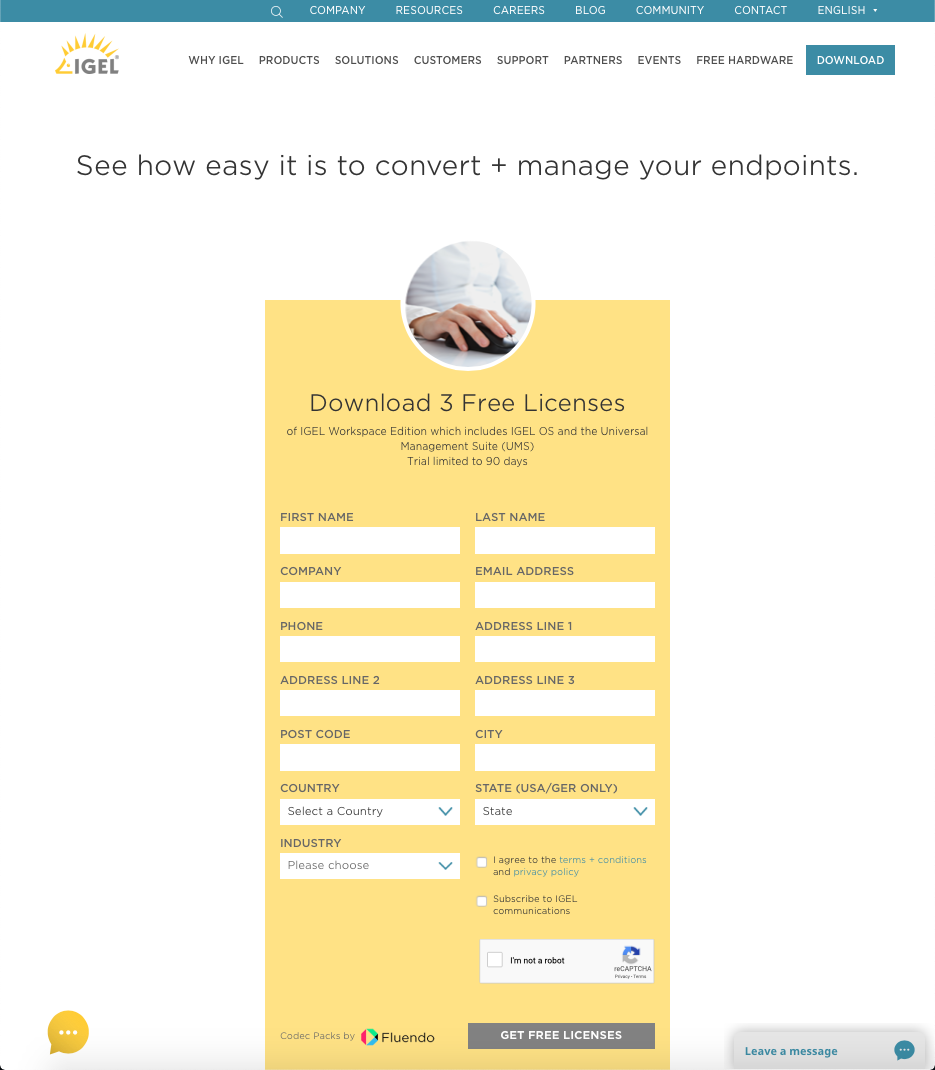 COMPANY RESOURCES CAREERS BLOG COMMUNITY CONTACT ENGLISH
IGEL®
WHY IGEL PRODUCTS SOLUTIONS CUSTOMERS SUPPORT PARTNERS EVENTS FREE HARDWARE DOWNLOAD
See how easy it is to convert + manage your endpoints.
Download 3 Free Licenses
of IGEL Workspace Edition which includes IGEL OS and the Universal
Management Suite (UMS)
Trial limited to 90 days
FIRST NAME LAST NAME
COMPANY EMAIL ADDRESS
PHONE ADDRESS LINE 1
ADDRESS LINE 2 ADDRESS LINE 3
POST CODE CITY
COUNTRY STATE (USA/GER ONLY)
Select a Country State
INDUSTRY
Please choose
I agree to the terms + conditions
and privacy policy
Subscribe to IGEL
communications
I'm not a robot
reCAPTCHA
Privacy - Terms
Codec Packs by Fluendo GET FREE LICENSES
Leave a message